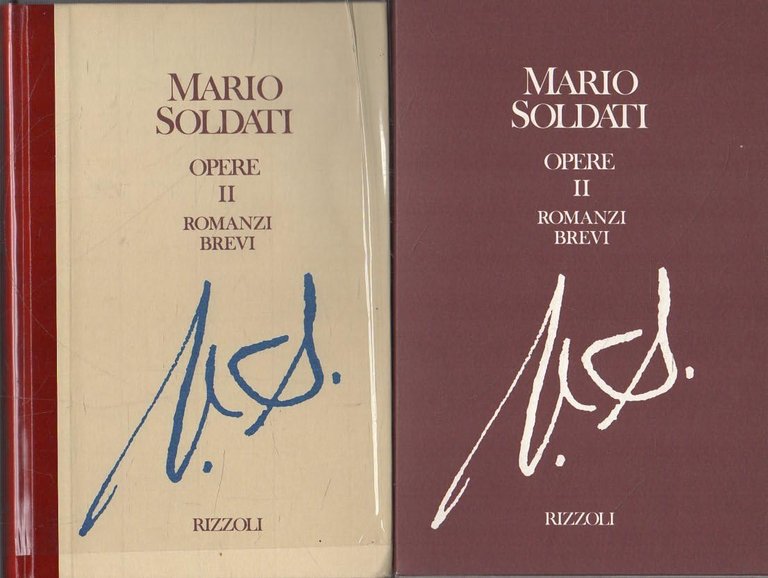 MARIO
SOLDATI
OPERE
II
ROMANZI
BREVI
M.S.
RIZZOLI
MARIO
SOLDATI
OPERE
II
ROMANZI
BREVI
M.S.
RIZZOLI